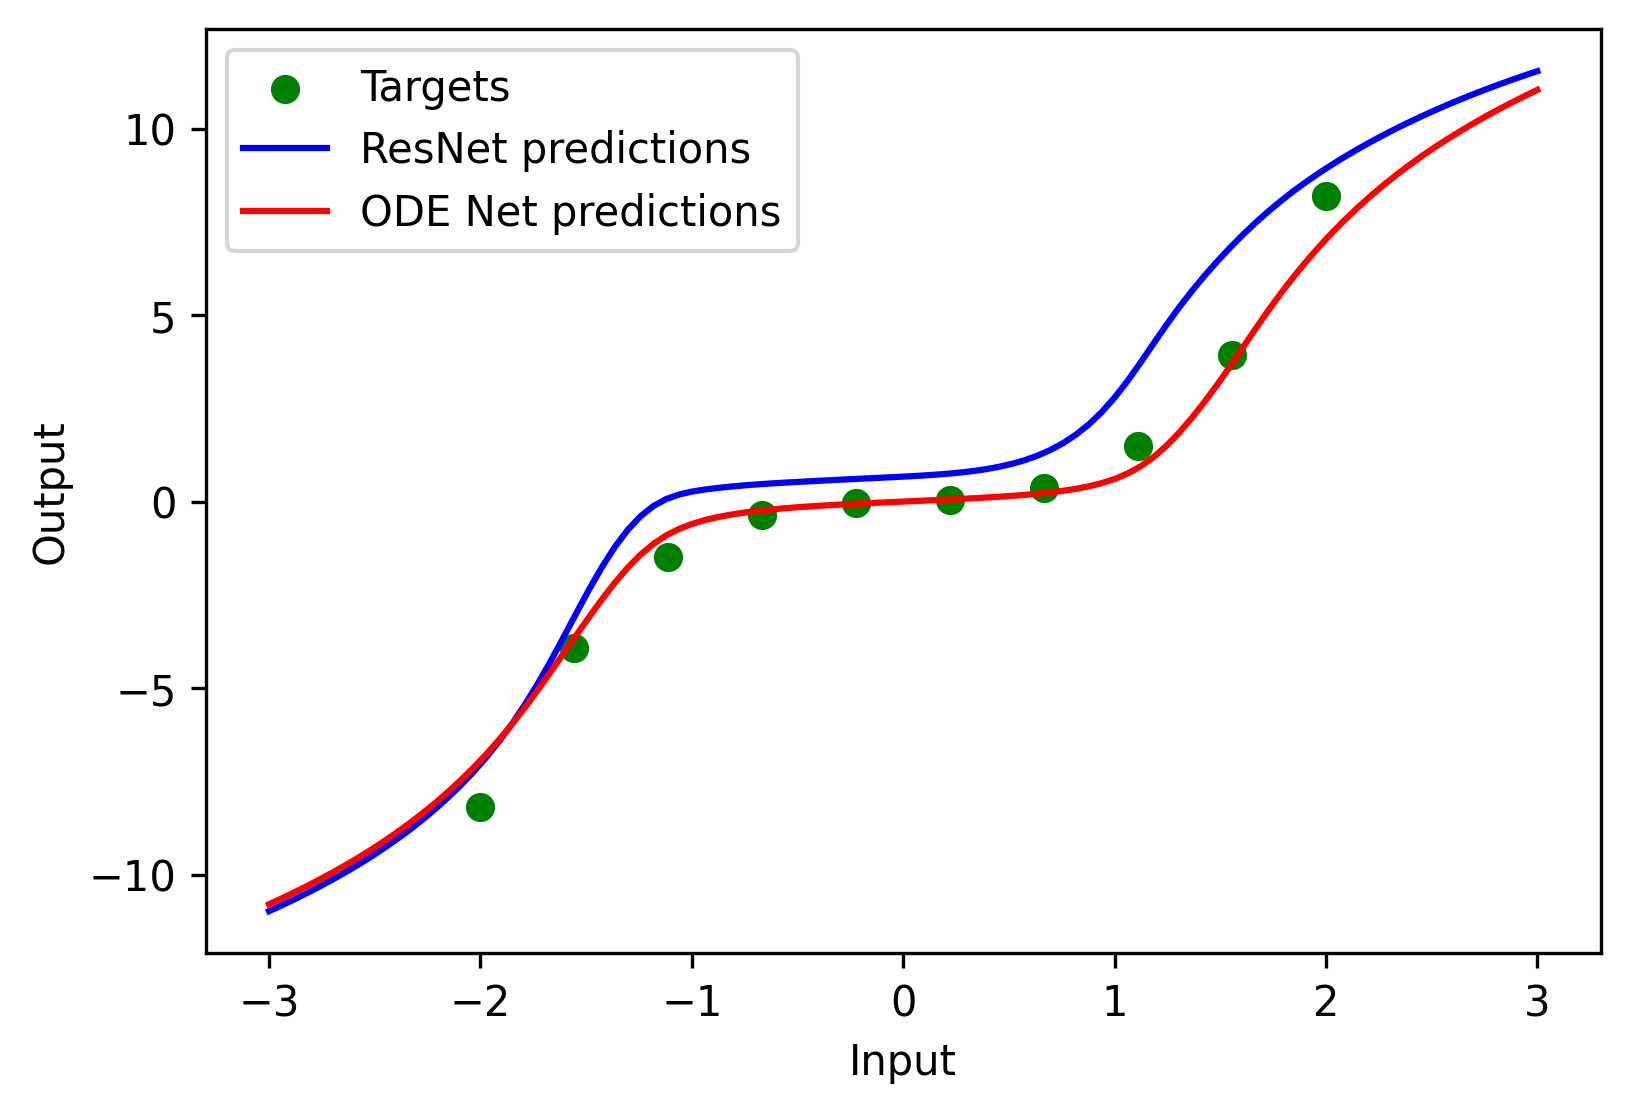 Targets
ResNet predictions
ODE Net predictions
10
5
0
−5
−10
Output
−3 −2 −1 0 1 2 3
Input